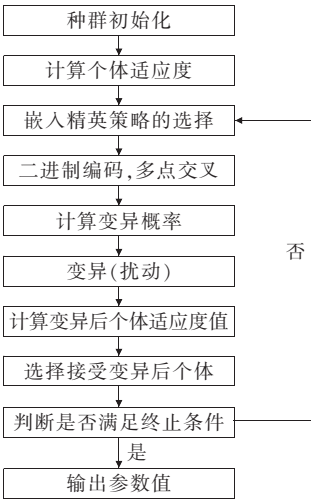 种群初始化
计算个体适应度
嵌入精英策略的选择
二进制编码,多点交叉
计算变异概率
否
变异(扰动)
计算变异后个体适应度值
选择接受变异后个体
判断是否满足终止条件
是
输出参数值